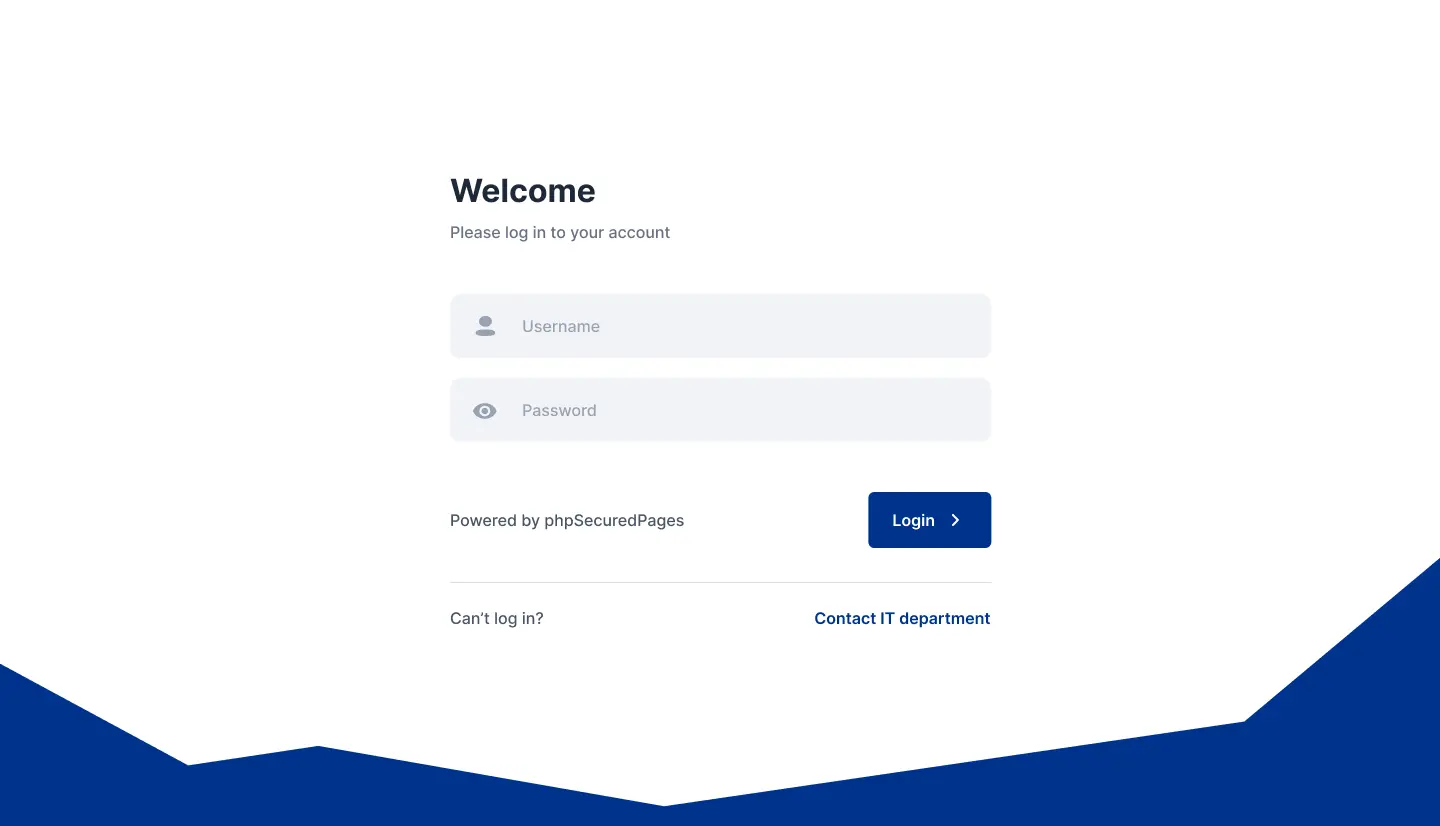 Welcome
Please log in to your account
Username
Password
Powered by phpSecuredPages
Login
Can’t log in?
Contact IT department